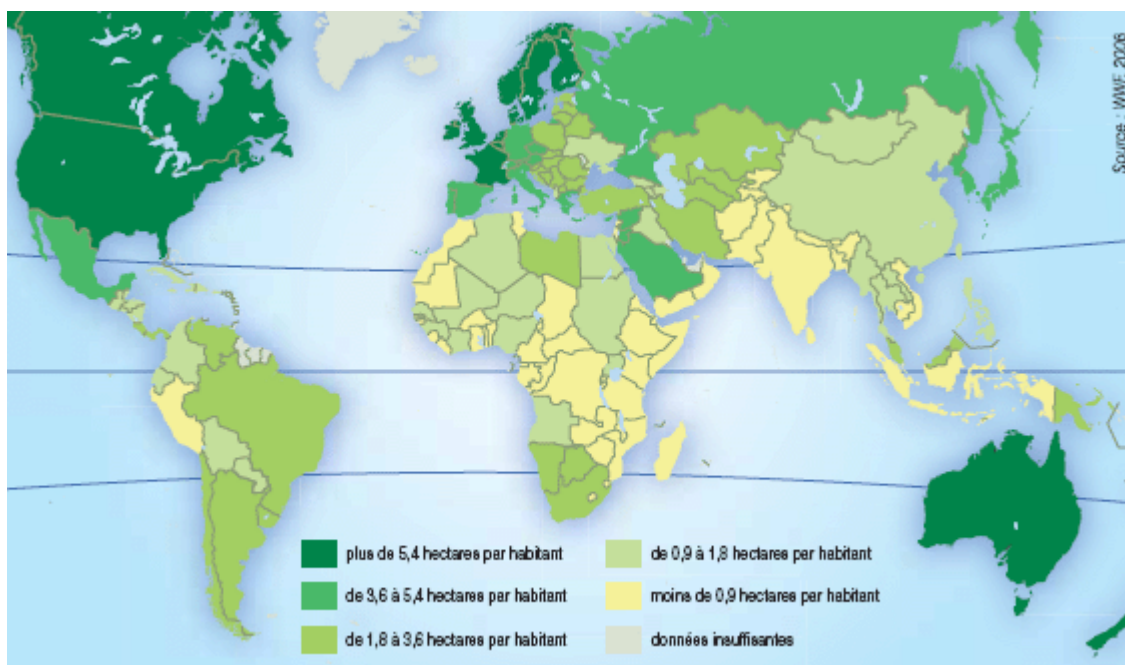 Source : WWF, 2006
plus de 5,4 hectares par habitant
de 3,6 à 5,4 hectares par habitant
de 1,8 à 3,6 hectares par habitant
de 0,9 à 1,8 hectares par habitant
moins de 0,9 hectares par habitant
données insuffisantes